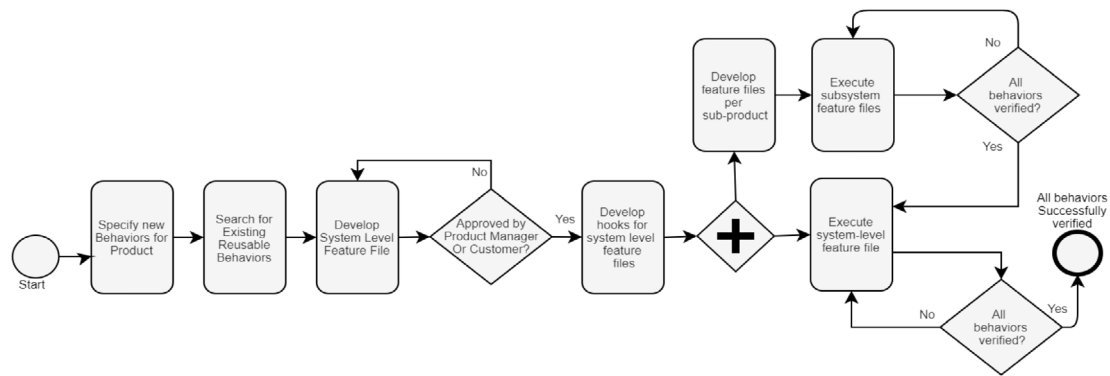 Start
Specify new
Behaviors for
Product
Search for
Existing
Reusable
Behaviors
Develop
System Level
Feature File
No
Approved by
Product Manager
Or Customer?
Yes
Develop
hooks for
system level
feature
files
Develop
feature files
per
sub-product
Execute
subsystem
feature files
No
All
behaviors
verified?
Yes
Execute
system-level
feature file
No
All
behaviors
verified?
Yes
All behaviors
Successfully
verified